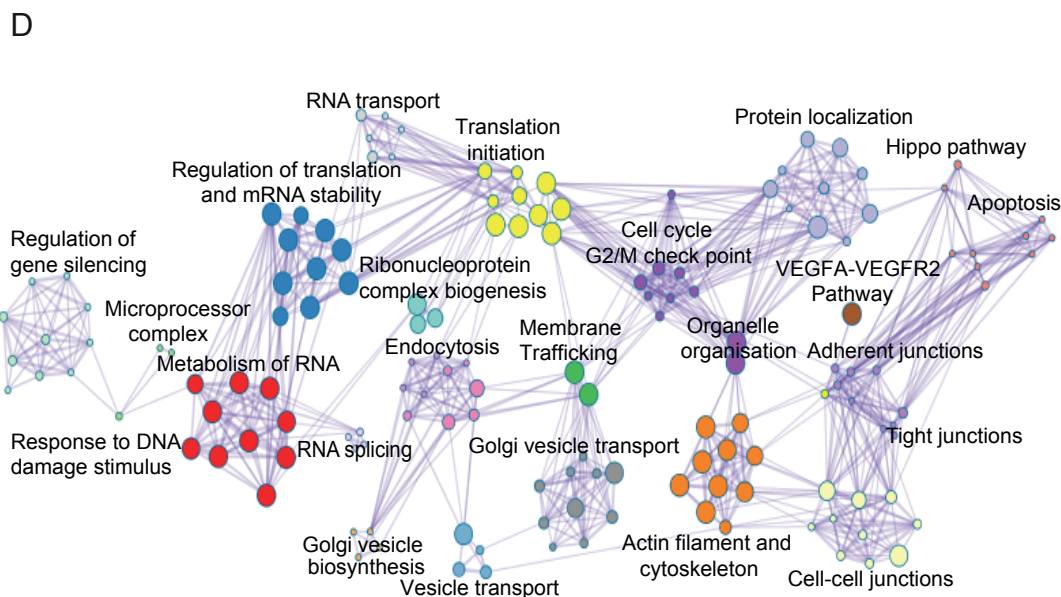 D
RNA transport
Translation
initiation
Protein localization
Hippo pathway
Regulation of translation
and mRNA stability
Apoptosis
Cell cycle
G2/M check point
Regulation of
gene silencing
Ribonucleoprotein
complex biogenesis
VEGFA-VEGFR2
Pathway
Microprocessor
complex
Membrane
Trafficking
Organelle
organisation
Endocytosis
Adherent junctions
Metabolism of RNA
Response to DNA
damage stimulus
RNA splicing
Golgi vesicle transport
Tight junctions
Golgi vesicle
biosynthesis
Actin filament and
cytoskeleton
Vesicle transport
Cell-cell junctions